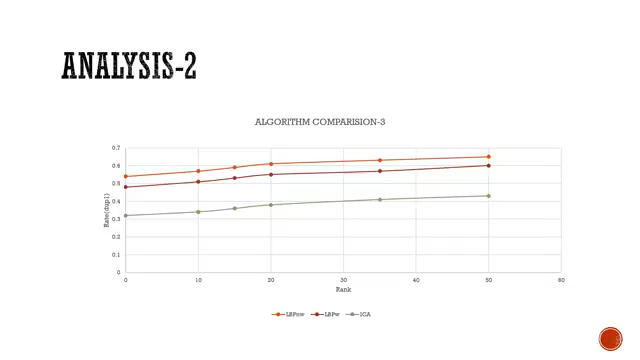 ANALYSIS-2
ALGORITHM COMPARISION-3
0.7
0.6
0.5
0.4
0.3
0.2
0.1
0
Rate(dup1)
0 10 20 30 40 50 60
Rank
LBPnw LBPw ICA